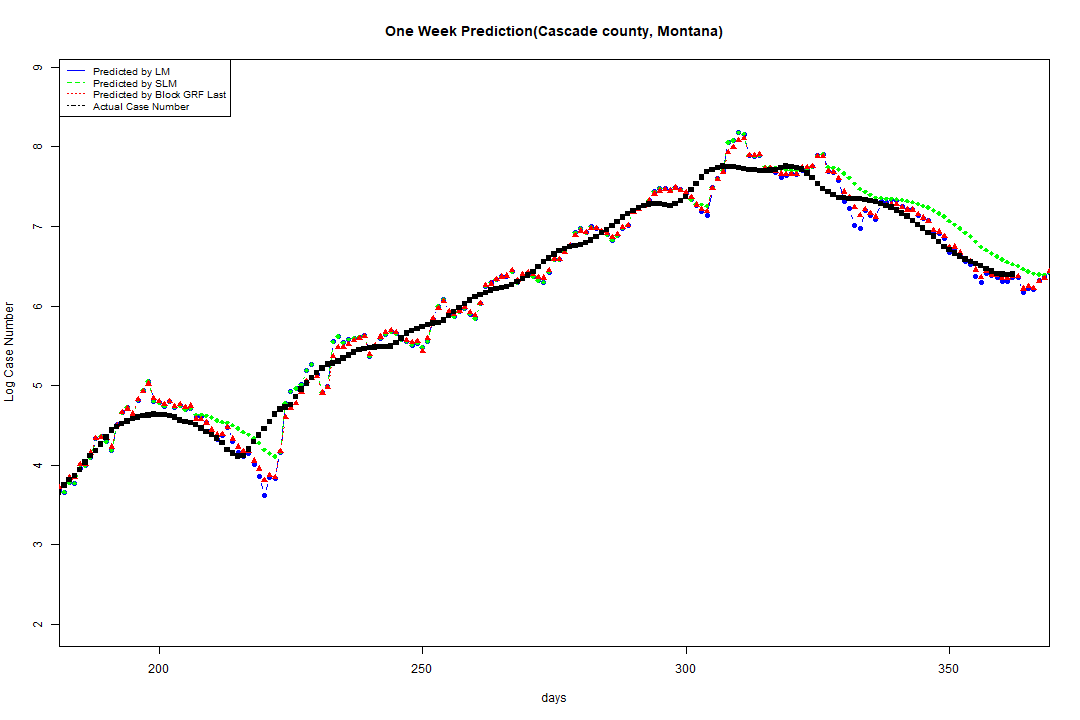 One Week Prediction(Cascade county, Montana)
Predicted by LM
Predicted by SLM
Predicted by Block GRF Last
Actual Case Number
9
8
7
6
5
4
3
2
Log Case Number
200 250 300 350
days